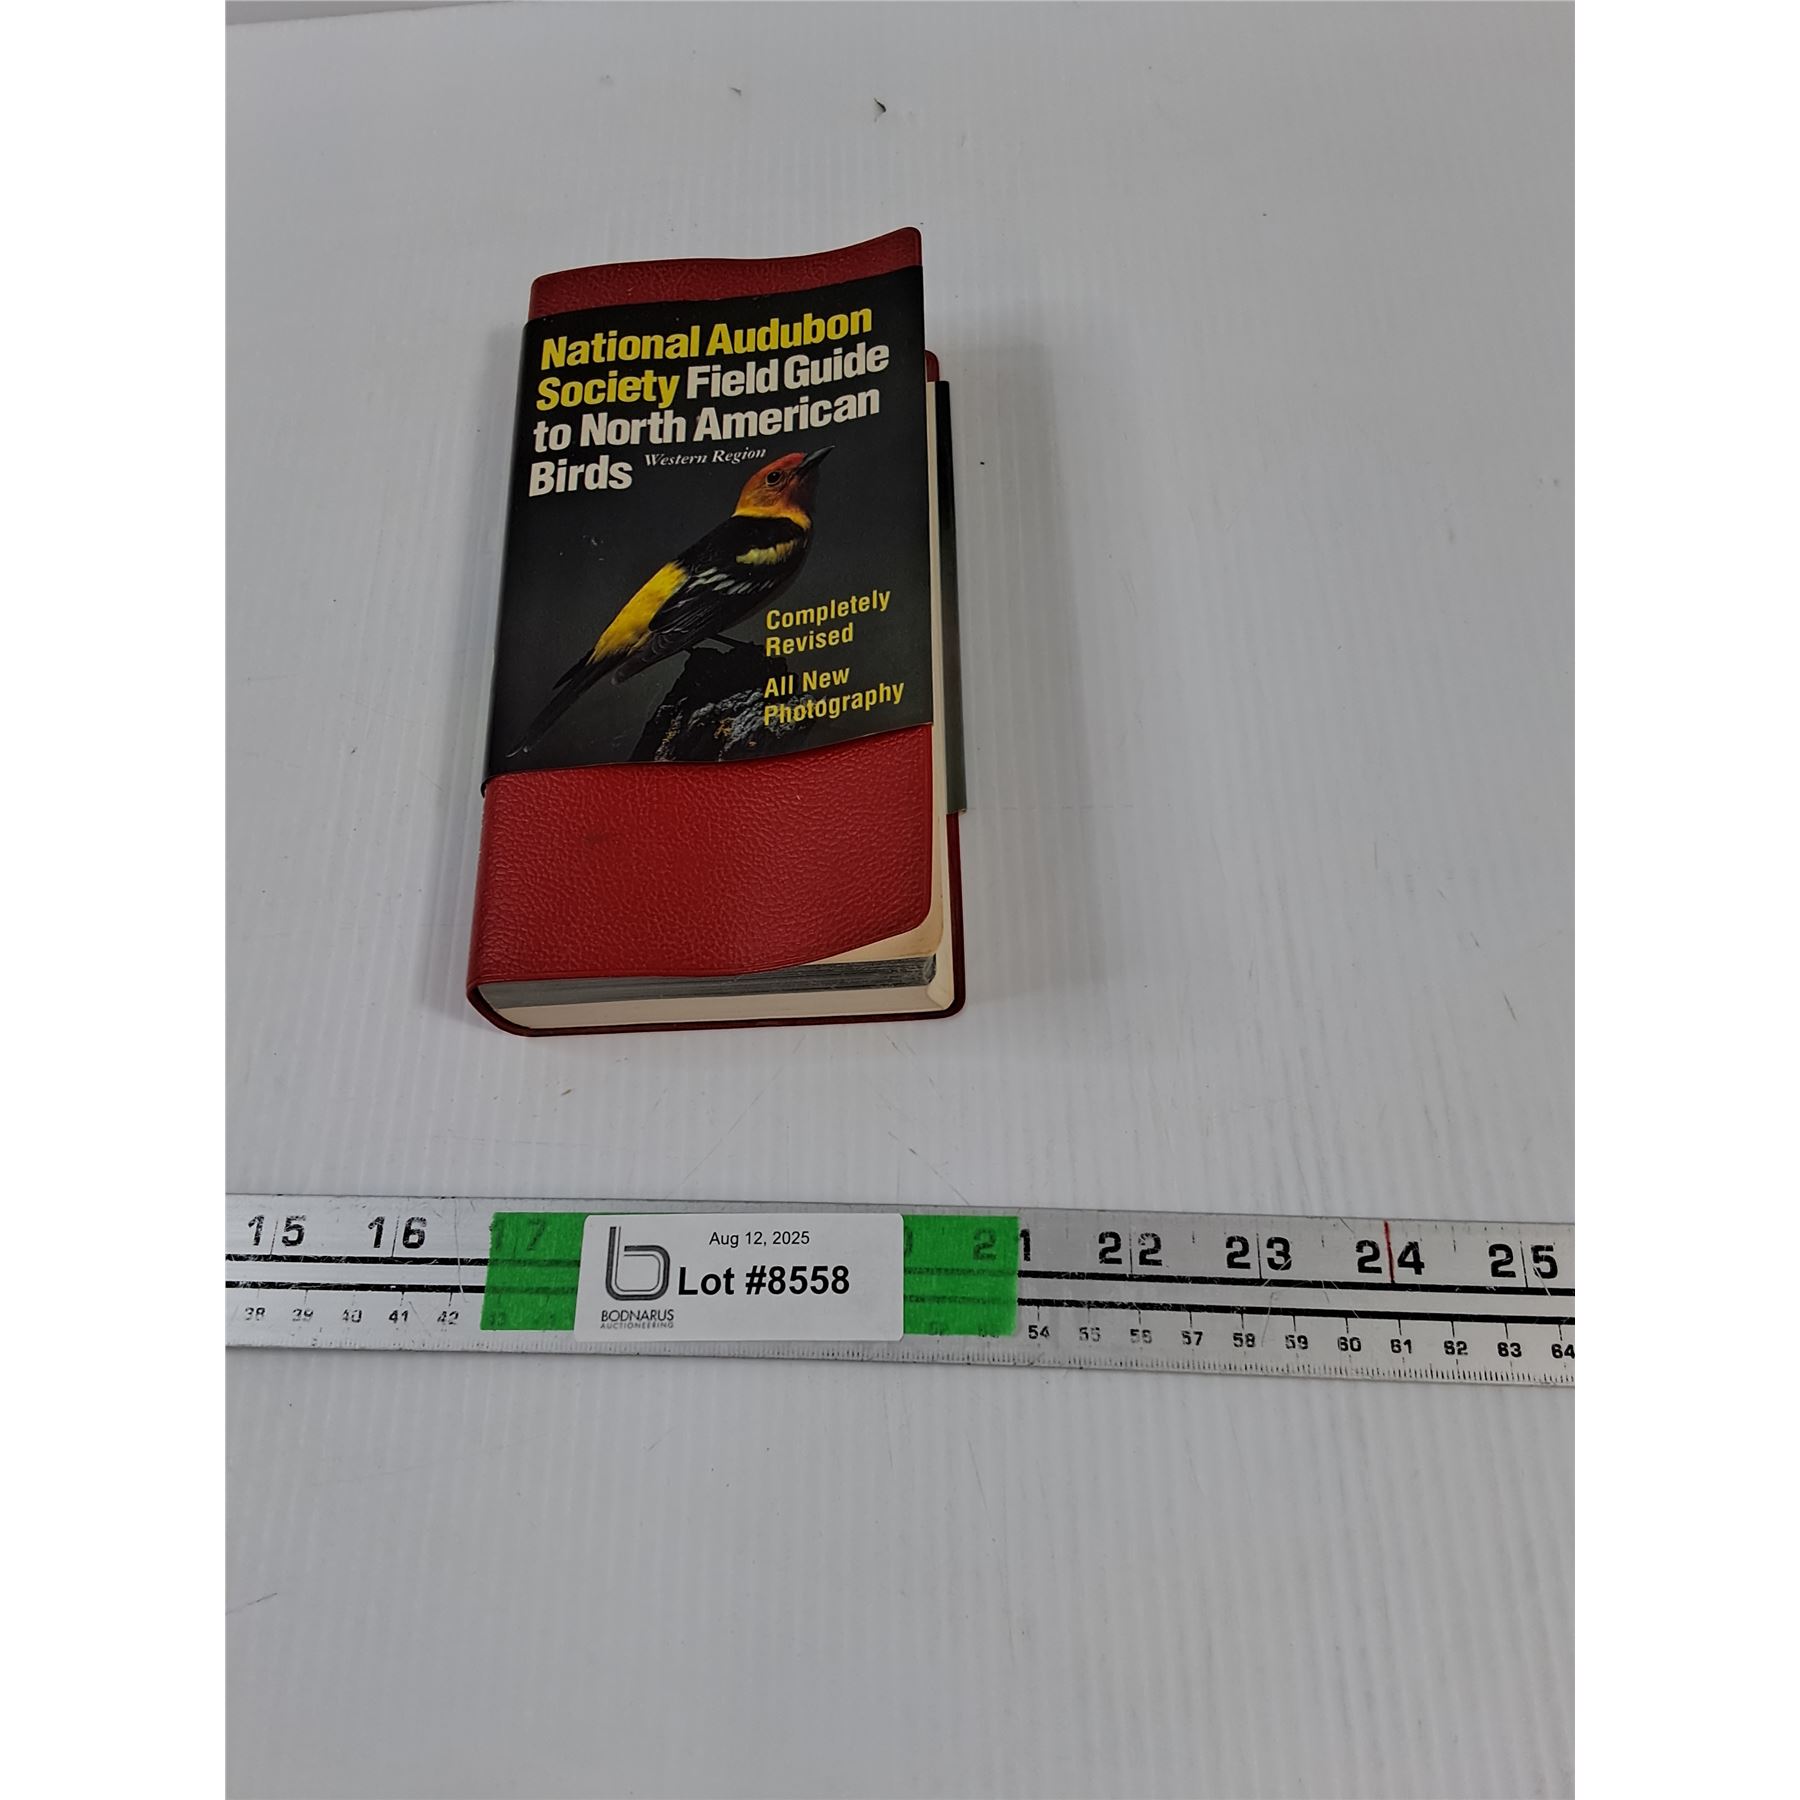 National Audubon
Society Field Guide
to North American
Birds Western Region
Completely
Revised
All New
Photography
15 16 17 21 22 23 24 25
Aug 12, 2025
Lot #8558
BODNARUS
AUCTIONEERING
38 39 40 41 42 54 55 56 57 58 59 60 61 62 63 64